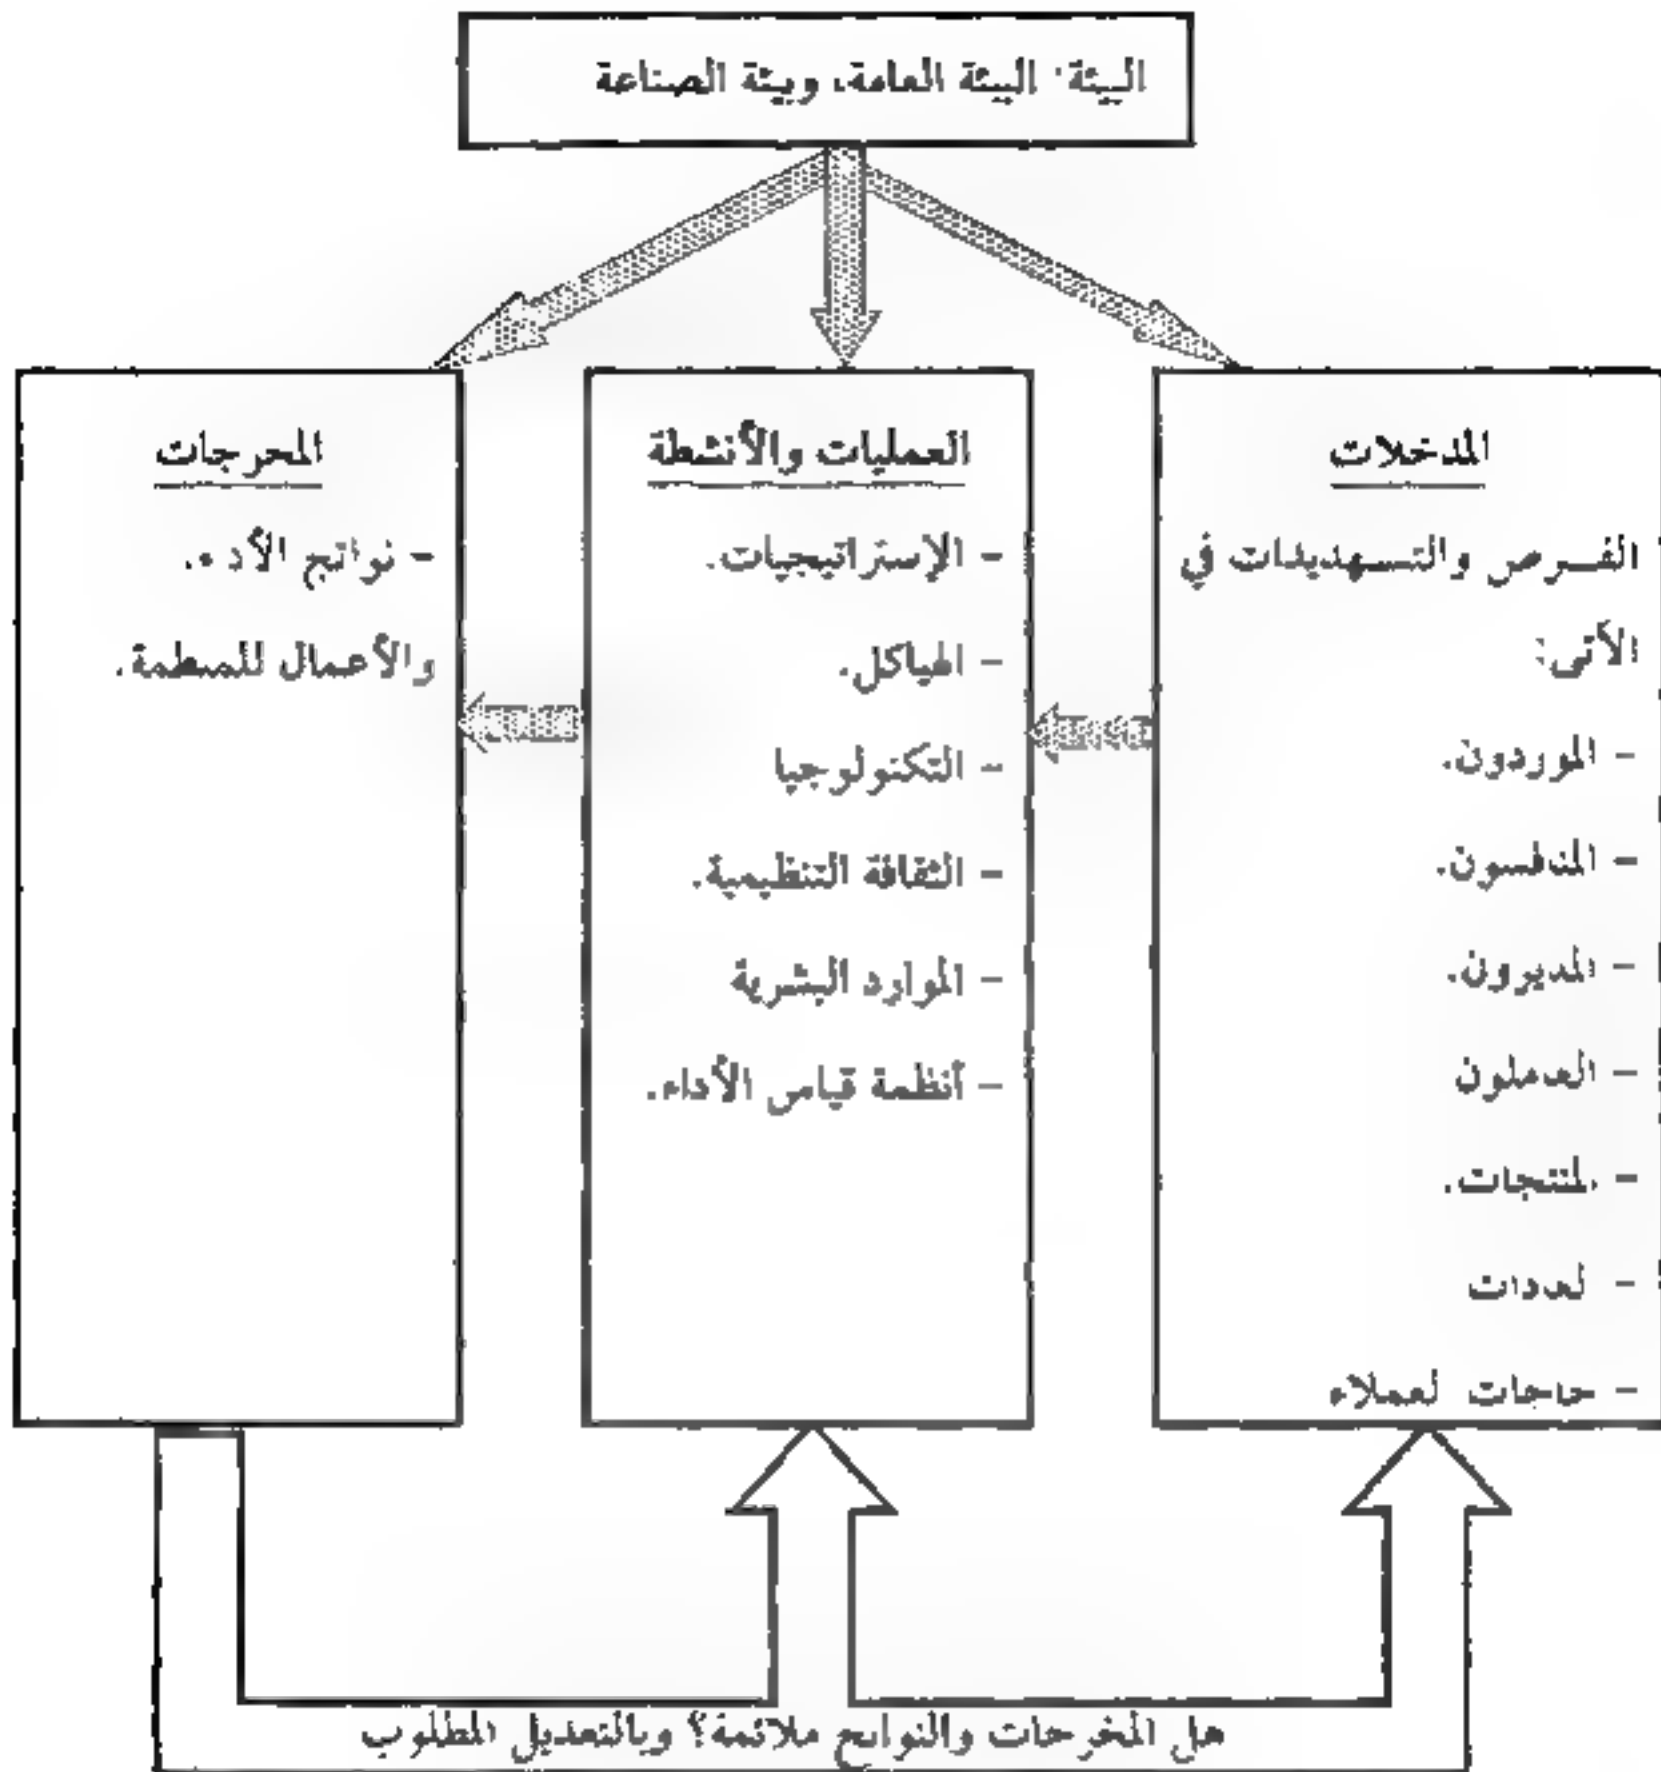 البيئة: البيئة العامة، وبيئة الصناعة
المدخلات
الفرص والتهديدات في
الآتى:
- الموردون.
- المنافسون.
- المديرون.
- العاملون
- المنتجات.
- العادات
- حاجات العملاء
العمليات والأنشطة
- الإستراتيجيات.
- الهياكل.
- التكنولوجيا
- الثقافة التنظيمية.
- الموارد البشرية
- أنظمة قياس الأداء.
المخرجات
- نواتج الأداء.
والأعمال للمنظمة.
هل المخرجات والنواتج ملائمة؟ وبالتعديل المطلوب